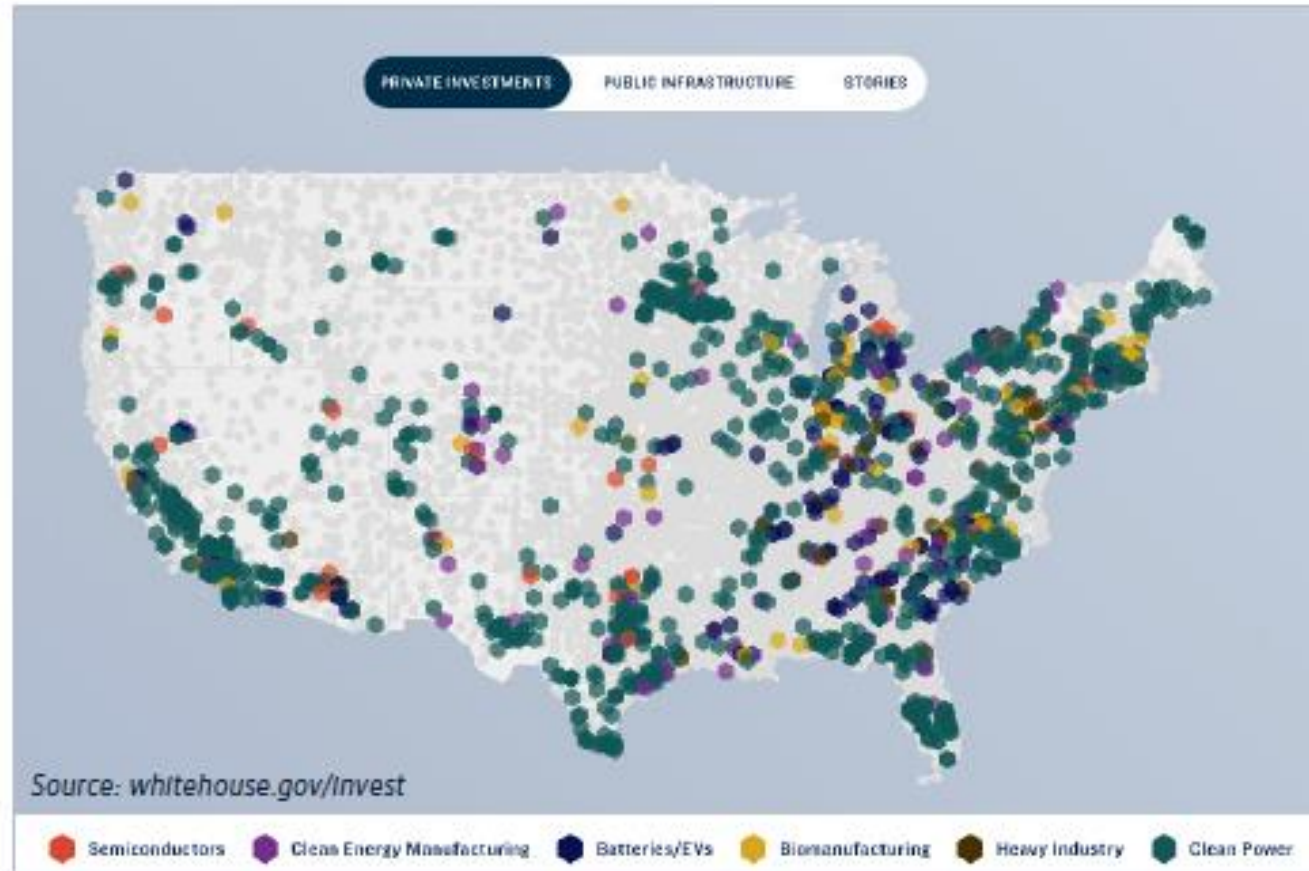 PRIVATE INVESTMENTS PUBLIC INFRASTRUCTURE STORIES
Source: whitehouse.gov/invest
Semiconductors Clean Energy Manufacturing Batteries/EVs Biomanufacturing Heavy Industry Clean Power